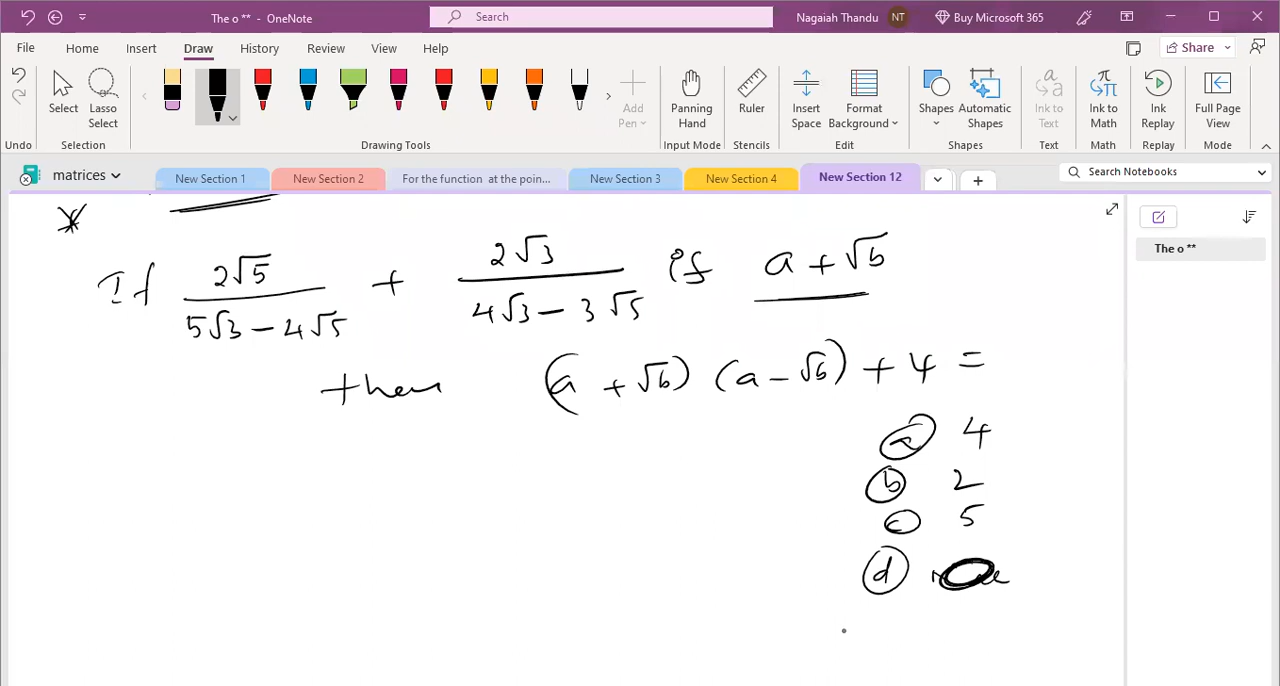 The o ** - OneNote
Search
Nagaiah Thandu NT
Buy Microsoft 365
File Home Insert Draw History Review View Help
Share
Select
Lasso Select
Add Pen
Panning Hand
Ruler
Insert Space
Format Background
Shapes
Automatic Shapes
Ink to Text
Ink to Math
Ink Replay
Full Page View
Undo Selection Drawing Tools Input Mode Stencils Edit Shapes Text Math Replay Mode
matrices New Section 1 New Section 2 For the function at the poin... New Section 3 New Section 4 New Section 12 + Search Notebooks
The o **
If 2√5 / (5√3 − 4√5) + 2√3 / (4√3 − 3√5) if a + √b
then (a + √b) (a − √b) + 4 =
a 4
b 2
c 5
d